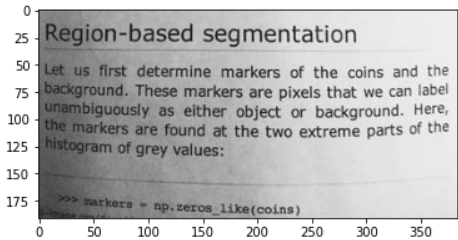 Region-based segmentation
Let us first determine markers of the coins and the
background. These markers are pixels that we can label
unambiguously as either object or background. Here,
the markers are found at the two extreme parts of the
histogram of grey values:
>>> markers = np.zeros_like(coins)
0
25
50
75
100
125
150
175
0 50 100 150 200 250 300 350